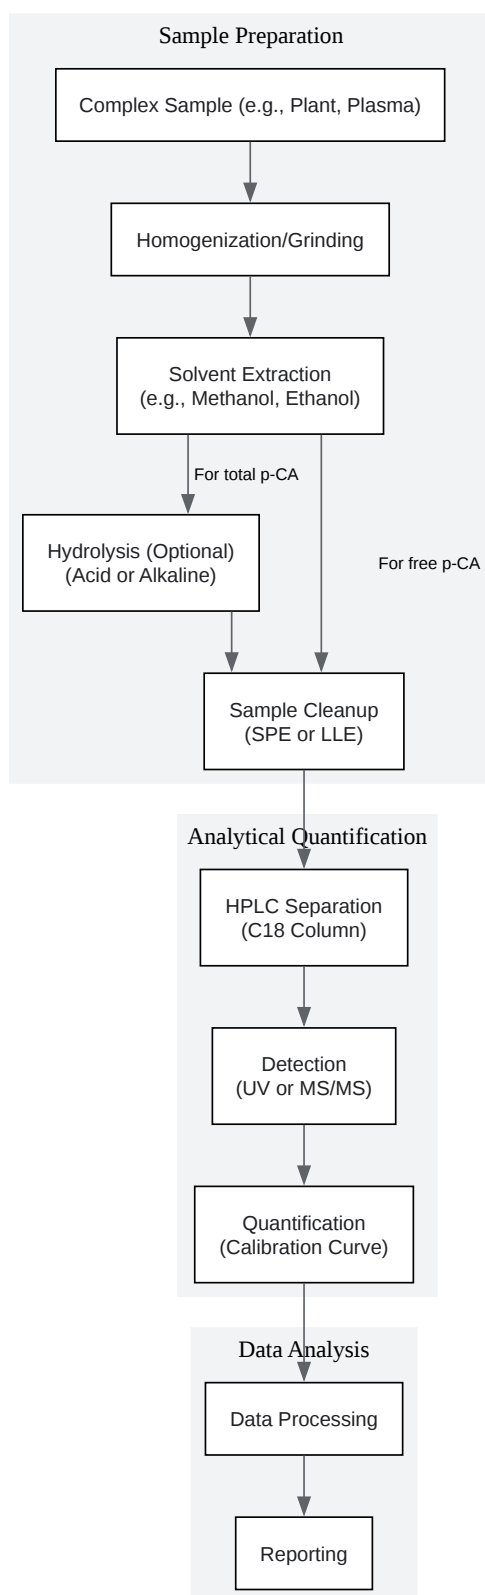 Sample Preparation
Complex Sample (e.g., Plant, Plasma)
Homogenization/Grinding
Solvent Extraction
(e.g., Methanol, Ethanol)
For total p-CA
Hydrolysis (Optional)
(Acid or Alkaline)
For free p-CA
Sample Cleanup
(SPE or LLE)
Analytical Quantification
HPLC Separation
(C18 Column)
Detection
(UV or MS/MS)
Quantification
(Calibration Curve)
Data Analysis
Data Processing
Reporting